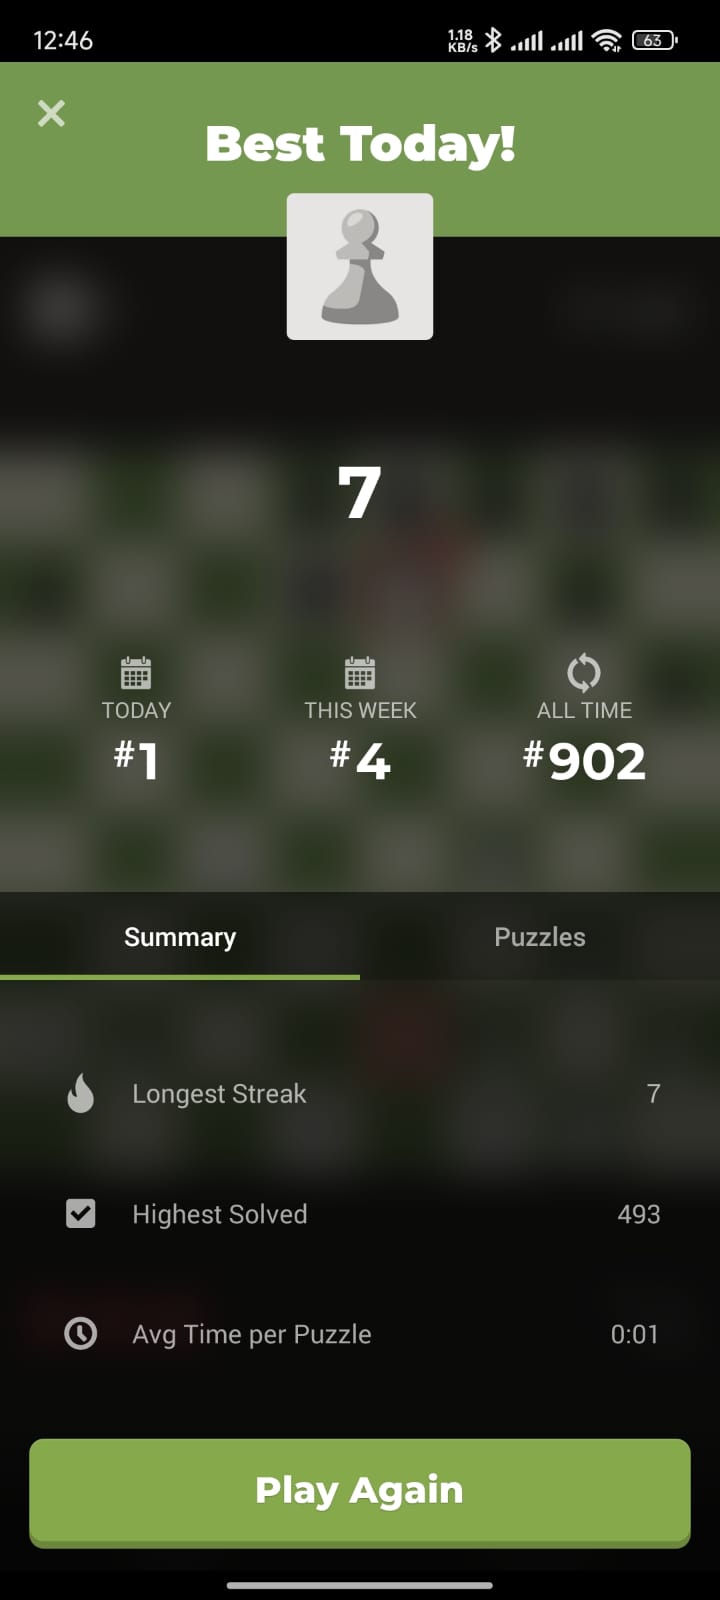 12:46
1.18
KB/s
63
Best Today!
7
TODAY
THIS WEEK
ALL TIME
#1
#4
#902
Summary
Puzzles
Longest Streak
7
Highest Solved
493
Avg Time per Puzzle
0:01
Play Again